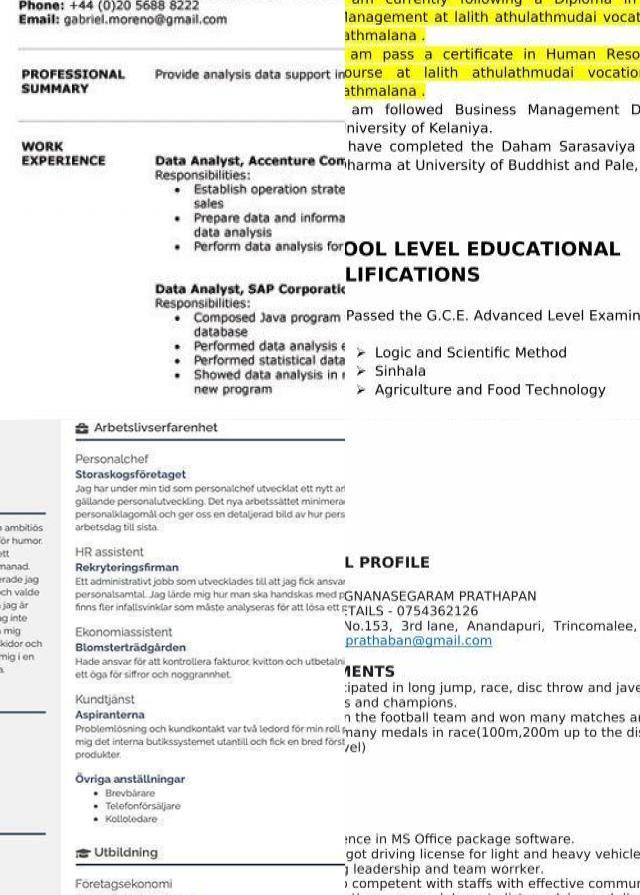 Phone: +44 (0)20 5688 8222
Email: gabriel.moreno@gmail.com
PROFESSIONAL SUMMARY
Provide analysis data support in
WORK EXPERIENCE
Data Analyst, Accenture Con
Responsibilities:
• Establish operation strate
sales
• Prepare data and informa
data analysis
• Perform data analysis for
Data Analyst, SAP Corporatio
Responsibilities:
• Composed Java program
database
• Performed data analysis e
• Performed statistical data
• Showed data analysis in r
new program
am currently following a Diploma in
Management at lalith athulathmudai vocat
athmalana .
am pass a certificate in Human Reso
ourse at lalith athulathmudai vocation
athmalana .
am followed Business Management D
niversity of Kelaniya.
have completed the Daham Sarasaviya
harma at University of Buddhist and Pale,
OOL LEVEL EDUCATIONAL
LIFICATIONS
Passed the G.C.E. Advanced Level Examin
➢ Logic and Scientific Method
➢ Sinhala
➢ Agriculture and Food Technology
ambitiös
ör humor.
ett
manad.
erade jag
ch valde
jag är
g inte
mig
kidor och
mig i en
a.
Arbetslivserfarenhet
Personalchef
Storaskogsföretaget
Jag har under min tid som personalchef utvecklat ett nytt ar
gällande personalutveckling. Det nya arbetssättet minimera
personalklagomål och ger oss en detaljerad bild av hur pers
arbetsdag till sista.
HR assistent
Rekryteringsfirman
Ett administrativt jobb som utvecklades till att jag fick ansvar
personalsamtal. Jag lärde mig hur man ska handskas med p
finns fler infallsvinklar som måste analyseras för att lösa ett
Ekonomiassistent
Blomsterträdgården
Hade ansvar för att kontrollera fakturor, kvitton och utbetalni
ett öga för siffror och noggrannhet.
Kundtjänst
Aspiranterna
Problemlösning och kundkontakt var två ledord för min roll
mig det interna butikssystemet utantill och fick en bred först
produkter.
Övriga anställningar
• Brevbärare
• Telefonförsäljare
• Kolloledare
Utbildning
Företagsekonomi
L PROFILE
GNANASEGARAM PRATHAPAN
ETAILS - 0754362126
No.153, 3rd lane, Anandapuri, Trincomalee,
prathaban@gmail.com
MENTS
cipated in long jump, race, disc throw and jave
s and champions.
n the football team and won many matches a
many medals in race(100m,200m up to the dis
vel)
ence in MS Office package software.
got driving license for light and heavy vehicle
leadership and team worrker.
competent with staffs with effective commu